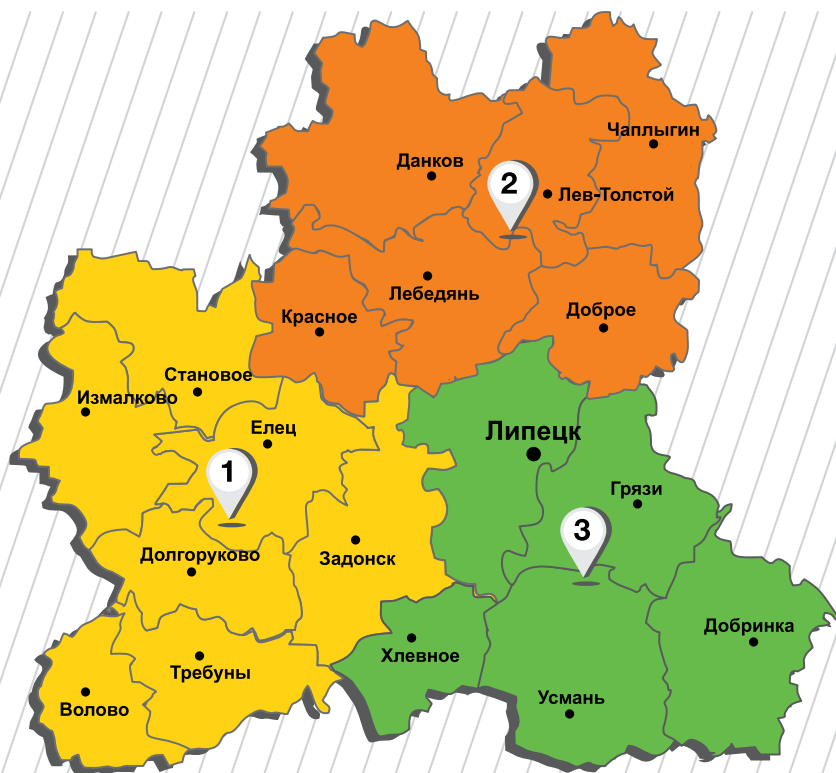 Чаплыгин
Данков
2
Лев-Толстой
Лебедянь
Красное
Доброе
Становое
Измалково
Елец
Липецк
1
Грязи
3
Долгоруково
Задонск
Добринка
Хлевное
Требуны
Усмань
Волово